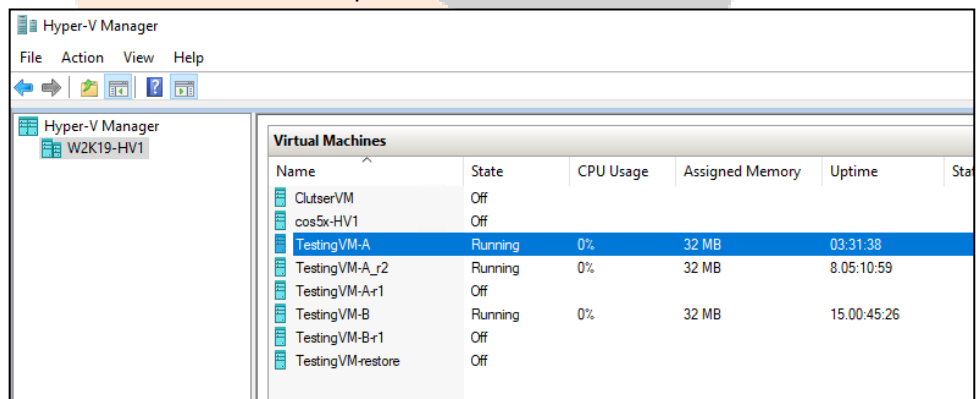 Hyper-V Manager
File Action View Help
Hyper-V Manager
W2K19-HV1
Virtual Machines
Name State CPU Usage Assigned Memory Uptime Stat
ClutserVM Off
cos5x-HV1 Off
TestingVM-A Running 0% 32 MB 03:31:38
TestingVM-A_r2 Running 0% 32 MB 8.05:10:59
TestingVM-A-r1 Off
TestingVM-B Running 0% 32 MB 15.00:45:26
TestingVM-B-r1 Off
TestingVM-restore Off